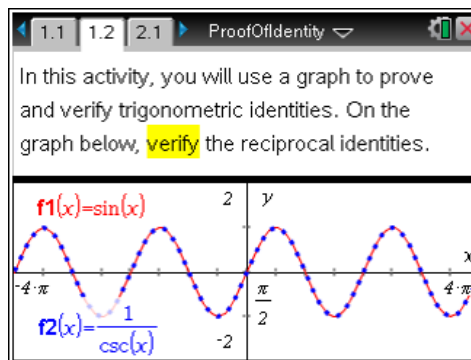 1.1 1.2 2.1 ProofOfIdentity
In this activity, you will use a graph to prove
and verify trigonometric identities. On the
graph below, verify the reciprocal identities.
f1(x)=sin(x)
2 y
x
-4·π
π/2
4·π
f2(x)=1/csc(x)
-2